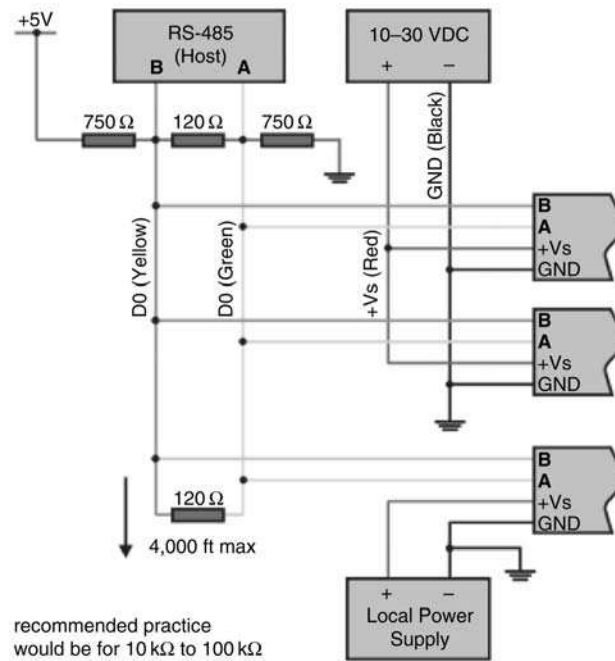 +5V
RS-485
(Host)
B A
10–30 VDC
+ –
750 Ω
120 Ω
750 Ω
GND (Black)
D0 (Yellow)
D0 (Green)
+Vs (Red)
B
A
+Vs
GND
B
A
+Vs
GND
B
A
+Vs
GND
120 Ω
4,000 ft max
+ –
Local Power
Supply
recommended practice
would be for 10 kΩ to 100 kΩ